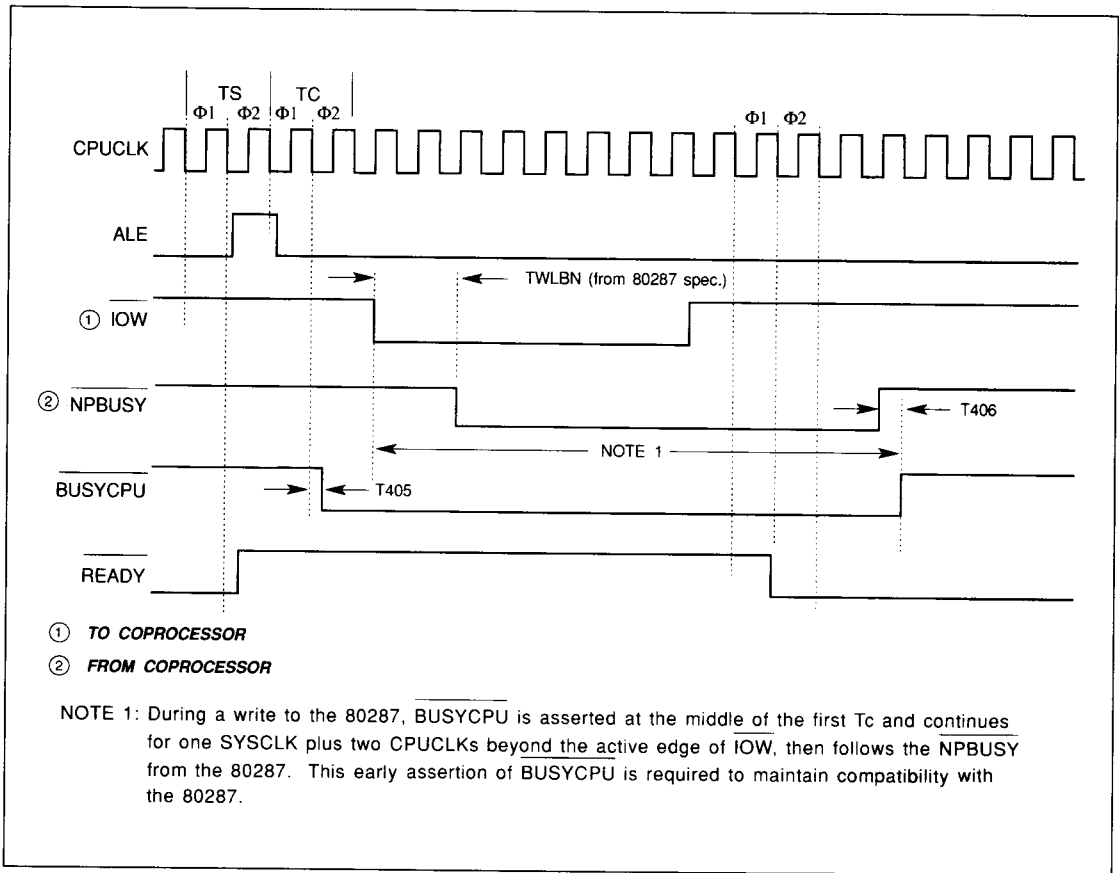 TS TC
Φ1 Φ2 Φ1 Φ2 Φ1 Φ2
CPUCLK
ALE
TWLBN (from 80287 spec.)
① IOW
② NPBUSY
T406
NOTE 1
BUSYCPU
T405
READY
① TO COPROCESSOR
② FROM COPROCESSOR
NOTE 1: During a write to the 80287, BUSYCPU is asserted at the middle of the first Tc and continues
for one SYSCLK plus two CPUCLKs beyond the active edge of IOW, then follows the NPBUSY
from the 80287. This early assertion of BUSYCPU is required to maintain compatibility with
the 80287.